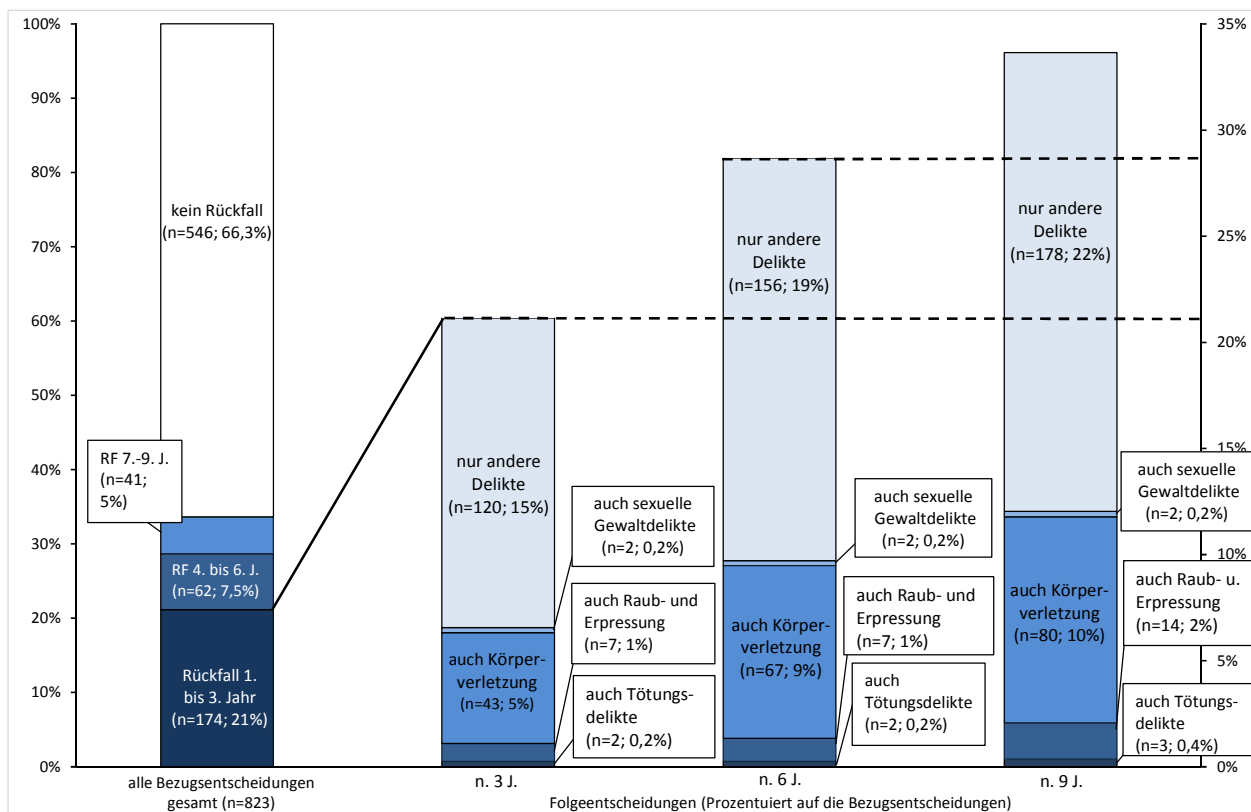 100%
90%
80%
70%
60%
50%
40%
30%
20%
10%
0%
kein Rückfall
(n=546; 66,3%)
RF 7.-9. J.
(n=41;
5%)
RF 4. bis 6. J.
(n=62; 7,5%)
Rückfall 1.
bis 3. Jahr
(n=174; 21%)
alle Bezugsentscheidungen
gesamt (n=823)
nur andere
Delikte
(n=120; 15%)
auch sexuelle
Gewaltdelikte
(n=2; 0,2%)
auch Raub- und
Erpressung
(n=7; 1%)
auch Körper-
verletzung
(n=43; 5%)
auch Tötungs-
delikte
(n=2; 0,2%)
n. 3 J.
nur andere
Delikte
(n=156; 19%)
auch sexuelle
Gewaltdelikte
(n=2; 0,2%)
auch Raub- und
Erpressung
(n=7; 1%)
auch Körper-
verletzung
(n=67; 9%)
auch
Tötungsdelikte
(n=2; 0,2%)
n. 6 J.
nur andere
Delikte
(n=178; 22%)
auch sexuelle
Gewaltdelikte
(n=2; 0,2%)
auch Raub- u.
Erpressung
(n=14; 2%)
auch Körper-
verletzung
(n=80; 10%)
auch Tötungs-
delikte
(n=3; 0,4%)
n. 9 J.
Folgeentscheidungen (Prozentuiert auf die Bezugsentscheidungen)
35%
30%
25%
20%
15%
10%
5%
0%